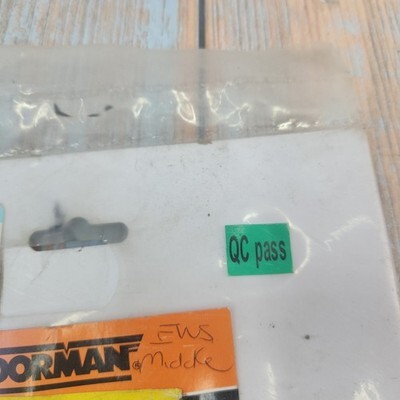 QC pass
DORMAN
EWS
@Middle